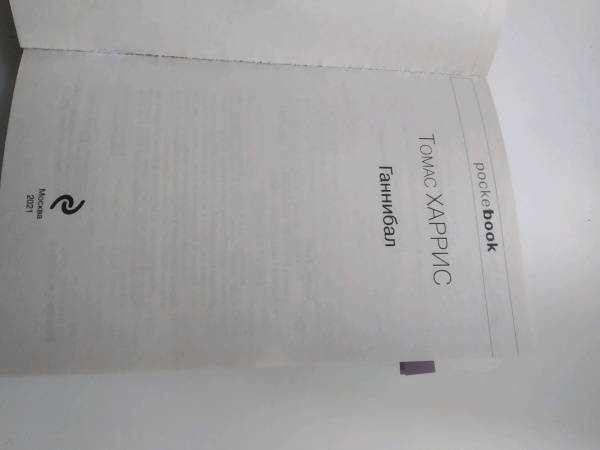 pocketbook
Томас ХАРРИС
Ганнибал
Москва
2021